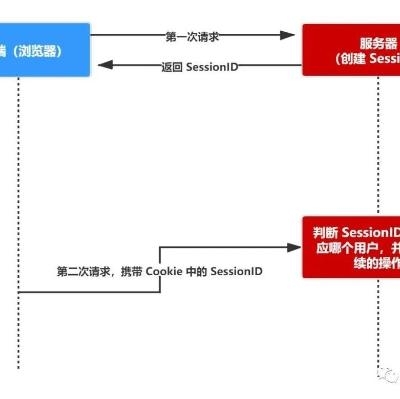 第一次请求
服务器
端（浏览器）
(创建 Sessi
返回 SessionID
判断 SessionID
应哪个用户，并
续的操作
第二次请求，携带 Cookie 中的 SessionID